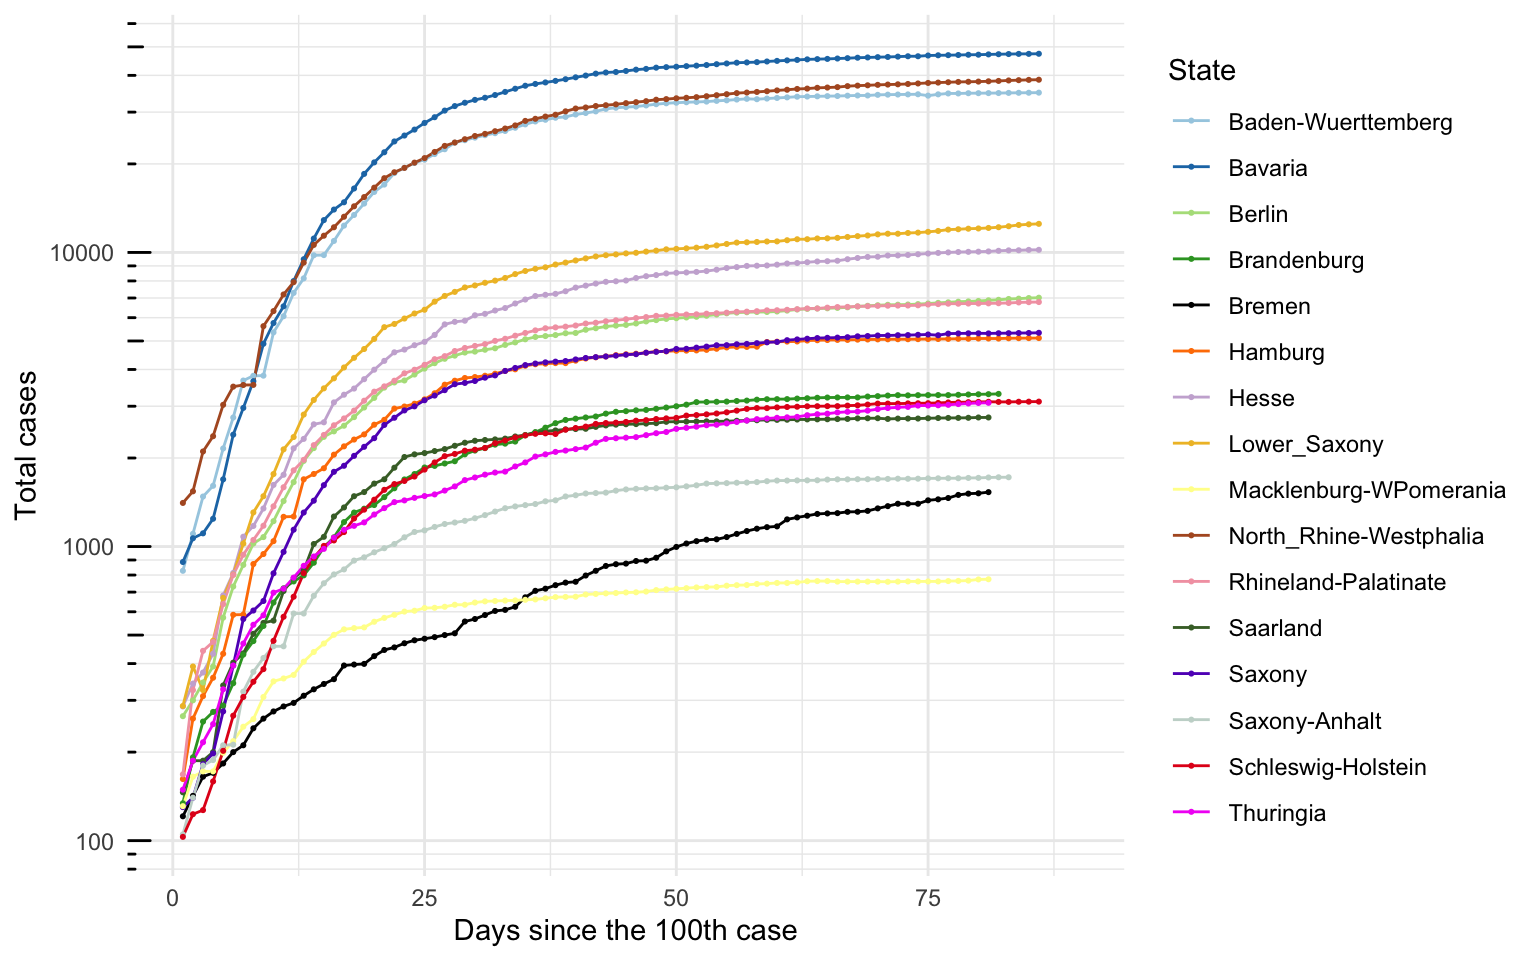 Total cases
10000
1000
100
0
25
50
75
Days since the 100th case
State
Baden-Wuerttemberg
Bavaria
Berlin
Brandenburg
Bremen
Hamburg
Hesse
Lower_Saxony
Macklenburg-WPomerania
North_Rhine-Westphalia
Rhineland-Palatinate
Saarland
Saxony
Saxony-Anhalt
Schleswig-Holstein
Thuringia